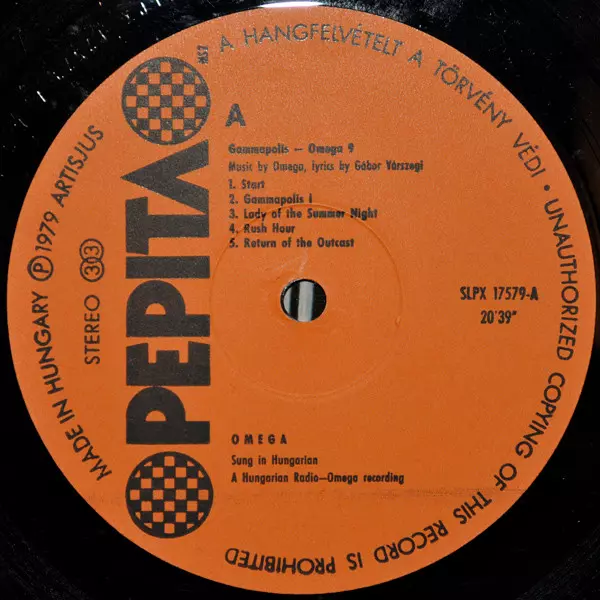 A HANGFELVÉTELT A TÖRVÉNY VÉDI • UNAUTHORIZED COPYING OF THIS RECORD IS PROHIBITED
MADE IN HUNGARY Ⓟ 1979 ARTISJUS
STEREO 33
PEPITA
MSZ
A
Gammapolis — Omega 9
Music by Omega, lyrics by Gábor Várszegi
1. Start
2. Gammapolis I
3. Lady of the Summer Night
4. Rush Hour
5. Return of the Outcast
SLPX 17579-A
20'39"
OMEGA
Sung in Hungarian
A Hungarian Radio—Omega recording